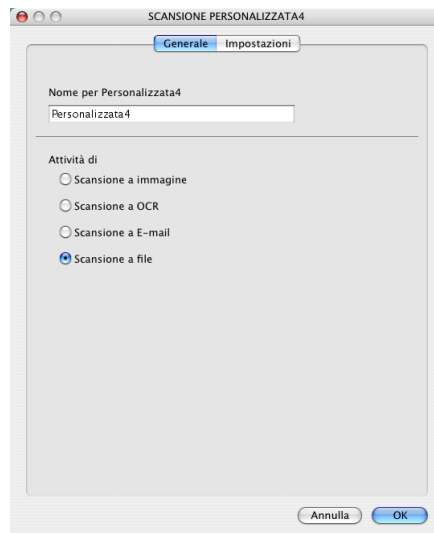 SCANSIONE PERSONALIZZATA4
Generale Impostazioni
Nome per Personalizzata4
Personalizzata4
Attività di
Scansione a immagine
Scansione a OCR
Scansione a E-mail
Scansione a file
Annulla OK